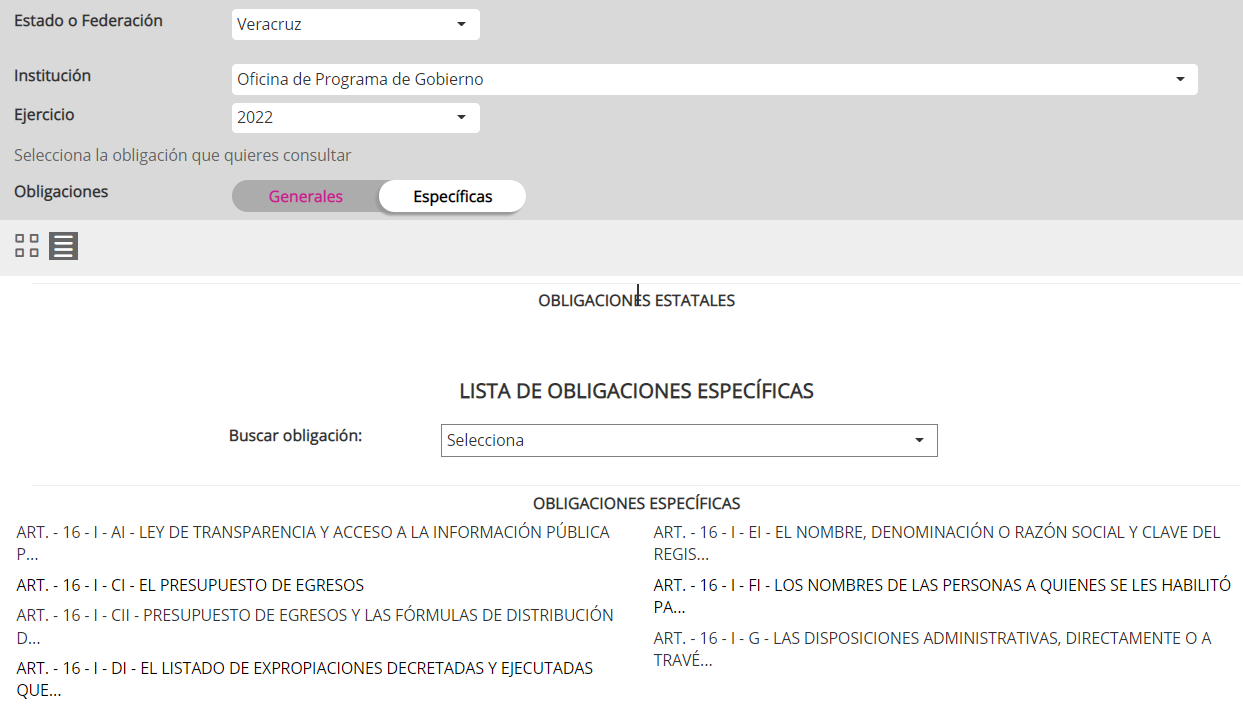 Estado o Federación
Veracruz
Institución
Oficina de Programa de Gobierno
Ejercicio
2022
Selecciona la obligación que quieres consultar
Obligaciones
Generales
Específicas
OBLIGACIONES ESTATALES
LISTA DE OBLIGACIONES ESPECÍFICAS
Buscar obligación:
Selecciona
OBLIGACIONES ESPECÍFICAS
ART. - 16 - I - AI - LEY DE TRANSPARENCIA Y ACCESO A LA INFORMACIÓN PÚBLICA
P...
ART. - 16 - I - CI - EL PRESUPUESTO DE EGRESOS
ART. - 16 - I - CII - PRESUPUESTO DE EGRESOS Y LAS FÓRMULAS DE DISTRIBUCIÓN
D...
ART. - 16 - I - DI - EL LISTADO DE EXPROPIACIONES DECRETADAS Y EJECUTADAS
QUE...
ART. - 16 - I - EI - EL NOMBRE, DENOMINACIÓN O RAZÓN SOCIAL Y CLAVE DEL
REGIS...
ART. - 16 - I - FI - LOS NOMBRES DE LAS PERSONAS A QUIENES SE LES HABILITÓ
PA...
ART. - 16 - I - G - LAS DISPOSICIONES ADMINISTRATIVAS, DIRECTAMENTE O A
TRAVÉ...